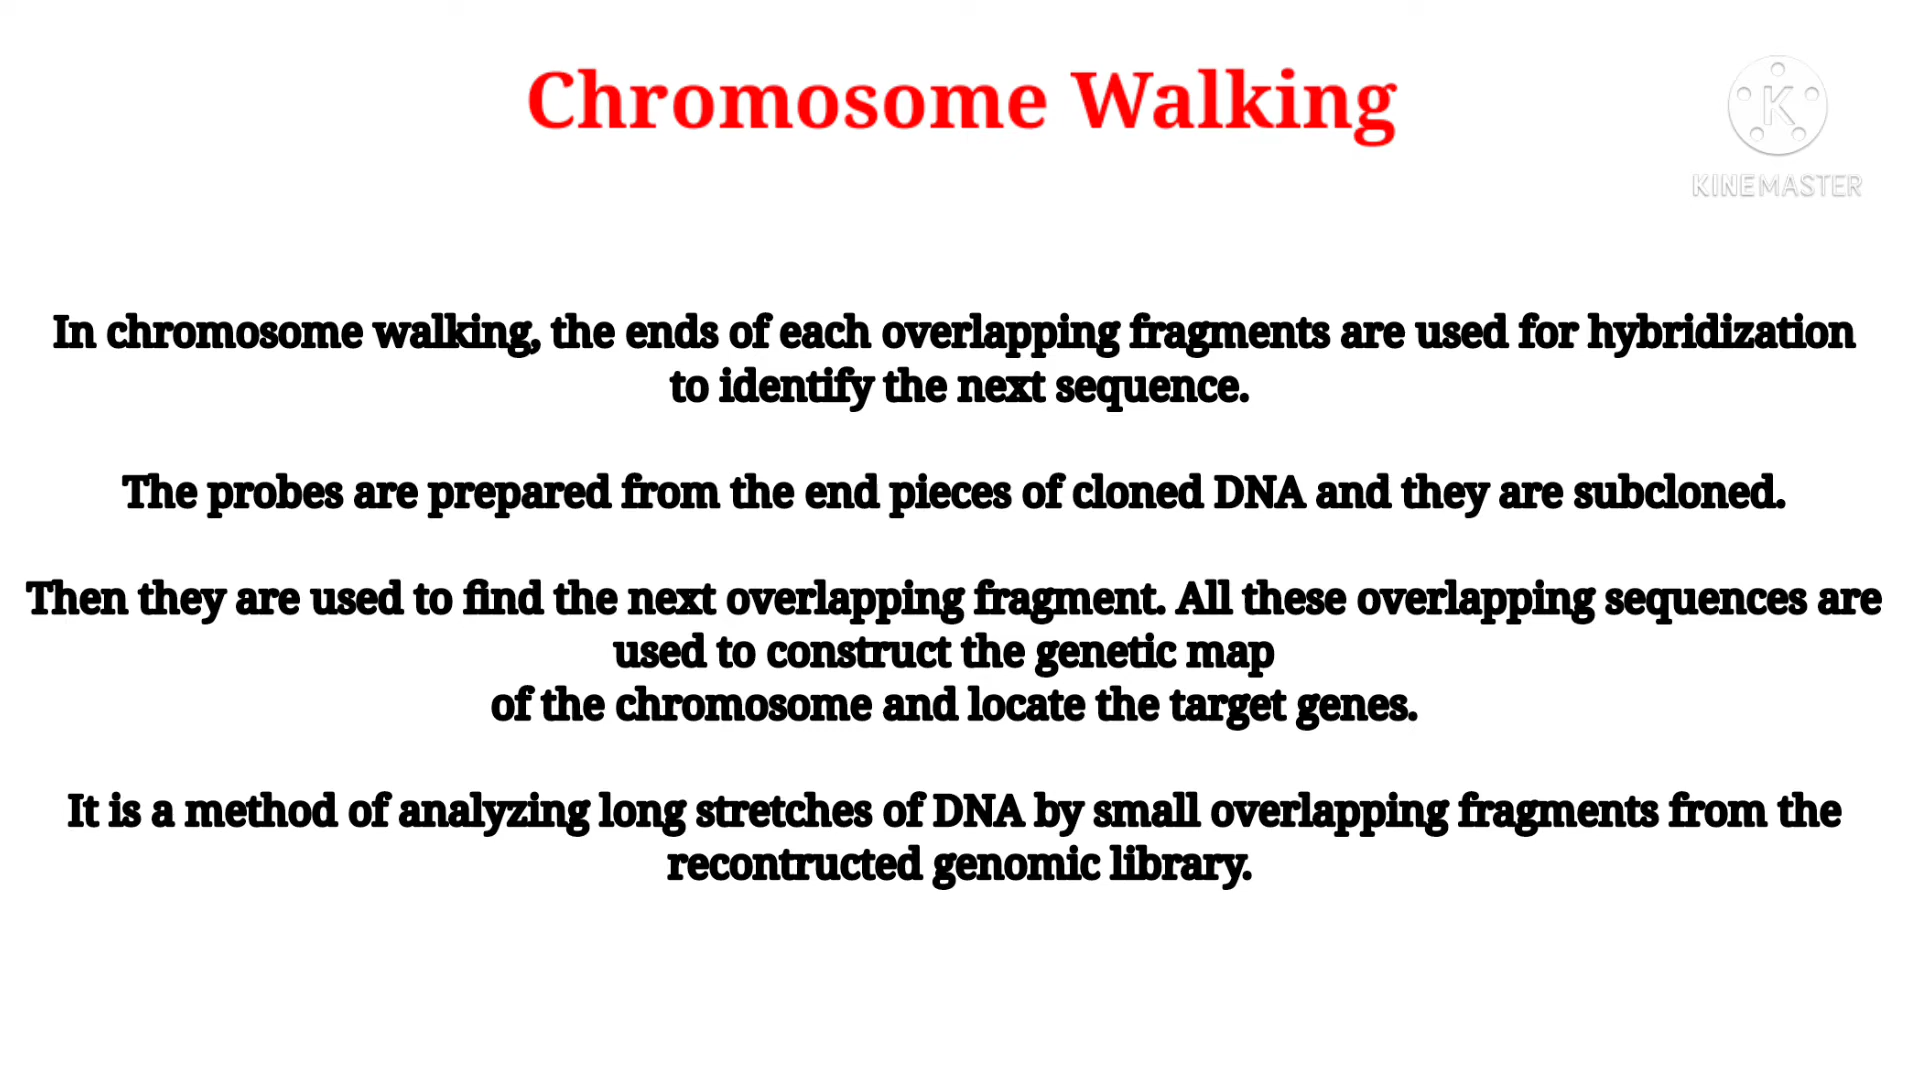 Chromosome Walking
K
KINEMASTER
In chromosome walking, the ends of each overlapping fragments are used for hybridization
to identify the next sequence.
The probes are prepared from the end pieces of cloned DNA and they are subcloned.
Then they are used to find the next overlapping fragment. All these overlapping sequences are
used to construct the genetic map
of the chromosome and locate the target genes.
It is a method of analyzing long stretches of DNA by small overlapping fragments from the
recontructed genomic library.